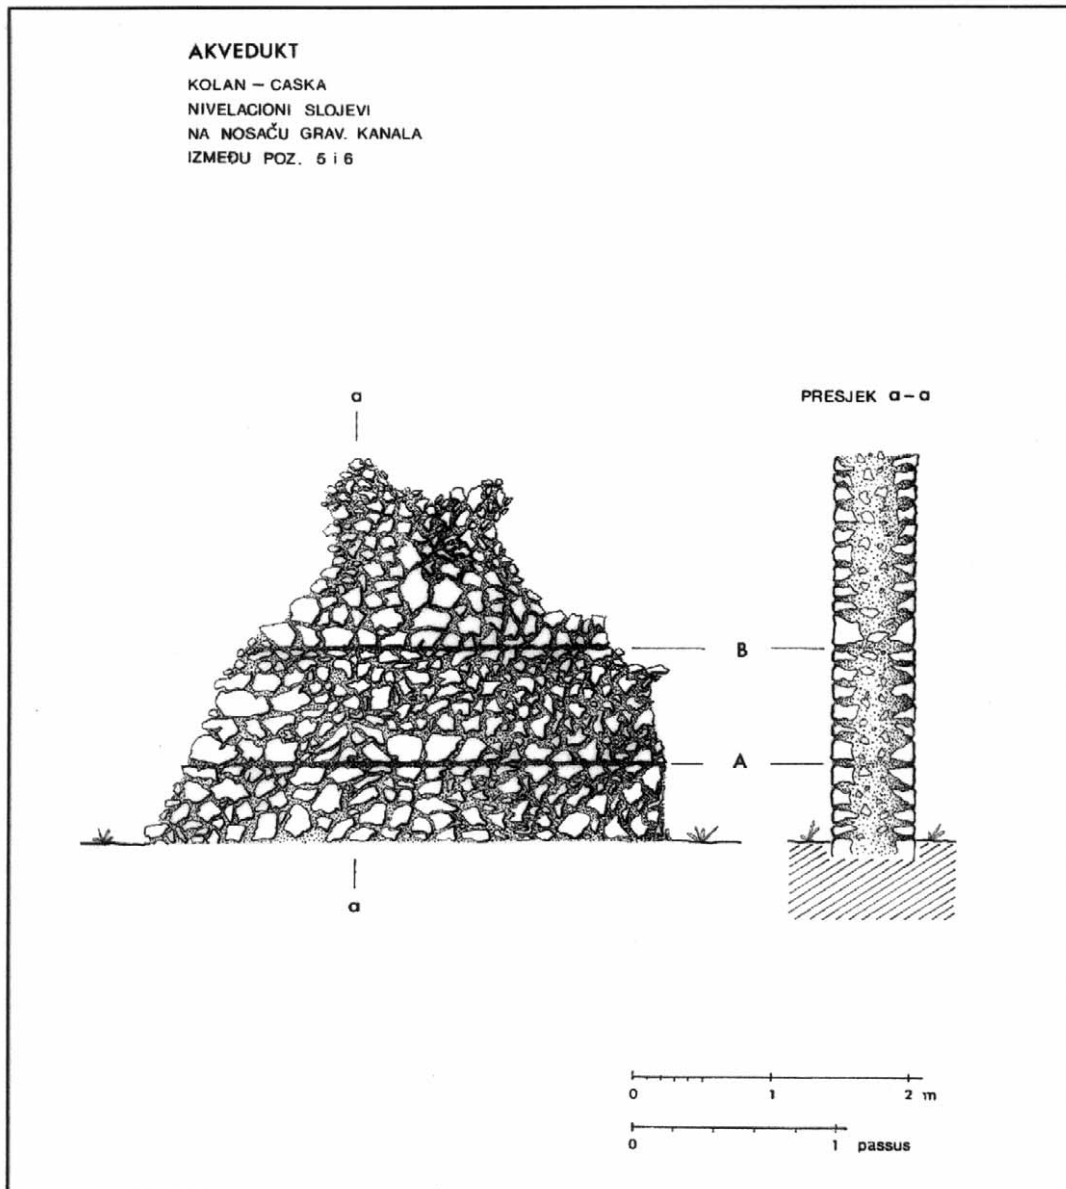 AKVEDUKT
KOLAN – CASKA
NIVELACIONI SLOJEVI
NA NOSAČU GRAV. KANALA
IZMEĐU POZ. 5 i 6
a
PRESJEK a – a
B
A
a
0 1 2 m
0 1 passus